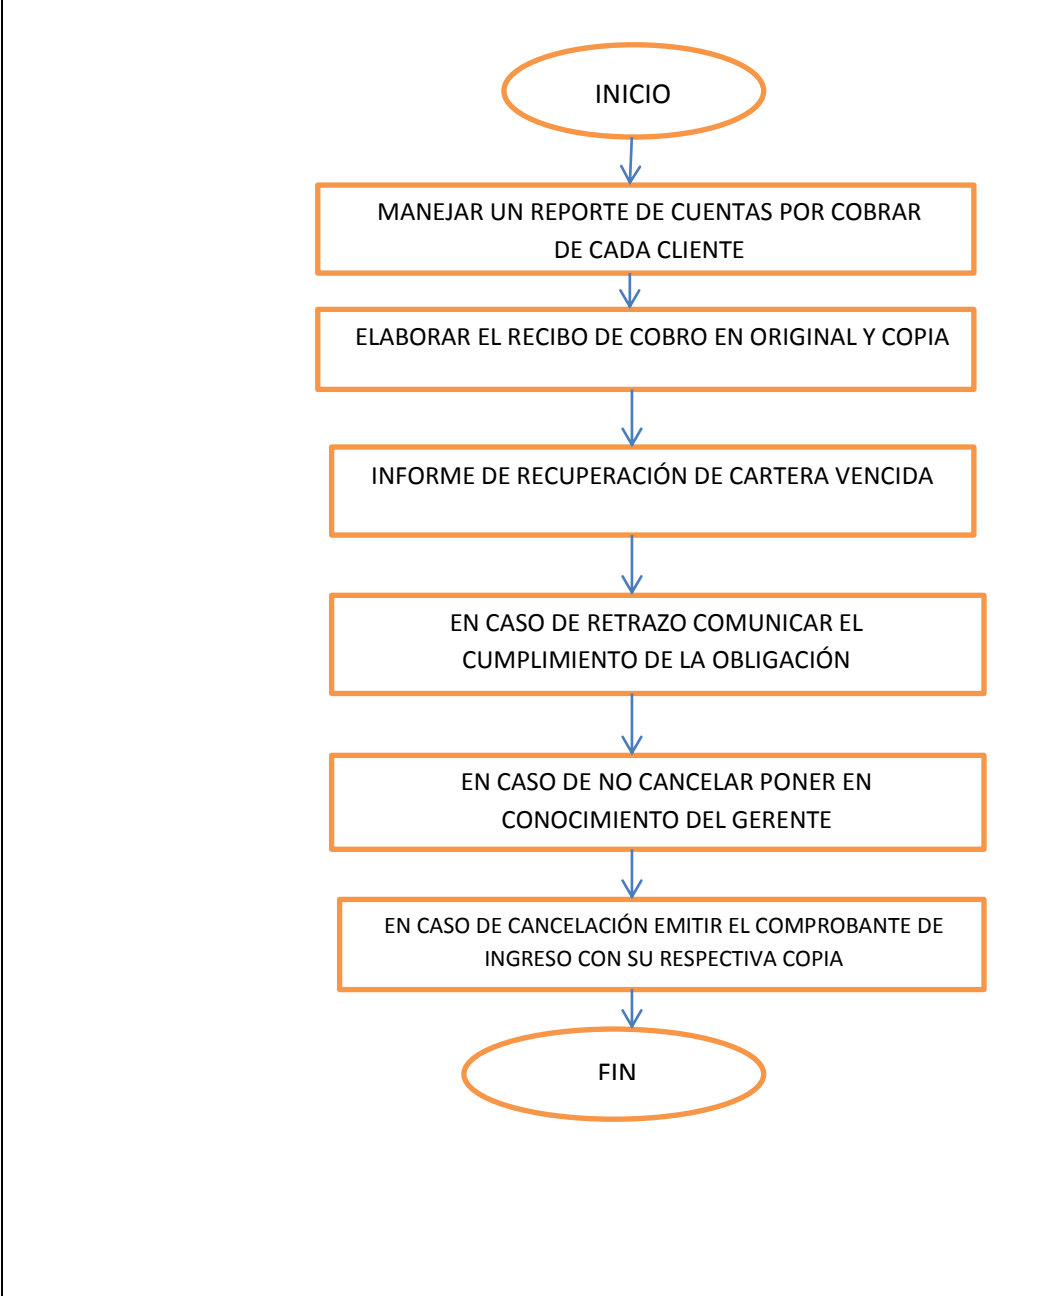 INICIO
MANEJAR UN REPORTE DE CUENTAS POR COBRAR
DE CADA CLIENTE
ELABORAR EL RECIBO DE COBRO EN ORIGINAL Y COPIA
INFORME DE RECUPERACIÓN DE CARTERA VENCIDA
EN CASO DE RETRAZO COMUNICAR EL
CUMPLIMIENTO DE LA OBLIGACIÓN
EN CASO DE NO CANCELAR PONER EN
CONOCIMIENTO DEL GERENTE
EN CASO DE CANCELACIÓN EMITIR EL COMPROBANTE DE
INGRESO CON SU RESPECTIVA COPIA
FIN